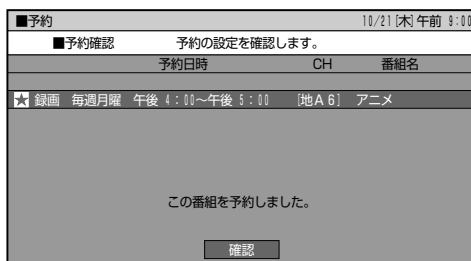 ■予約 10/21[木]午前 9:00
■予約確認 予約の設定を確認します。
予約日時 CH 番組名
★ 録画 毎週月曜 午後 4:00〜午後 5:00 [地A 6] アニメ
この番組を予約しました。
確認